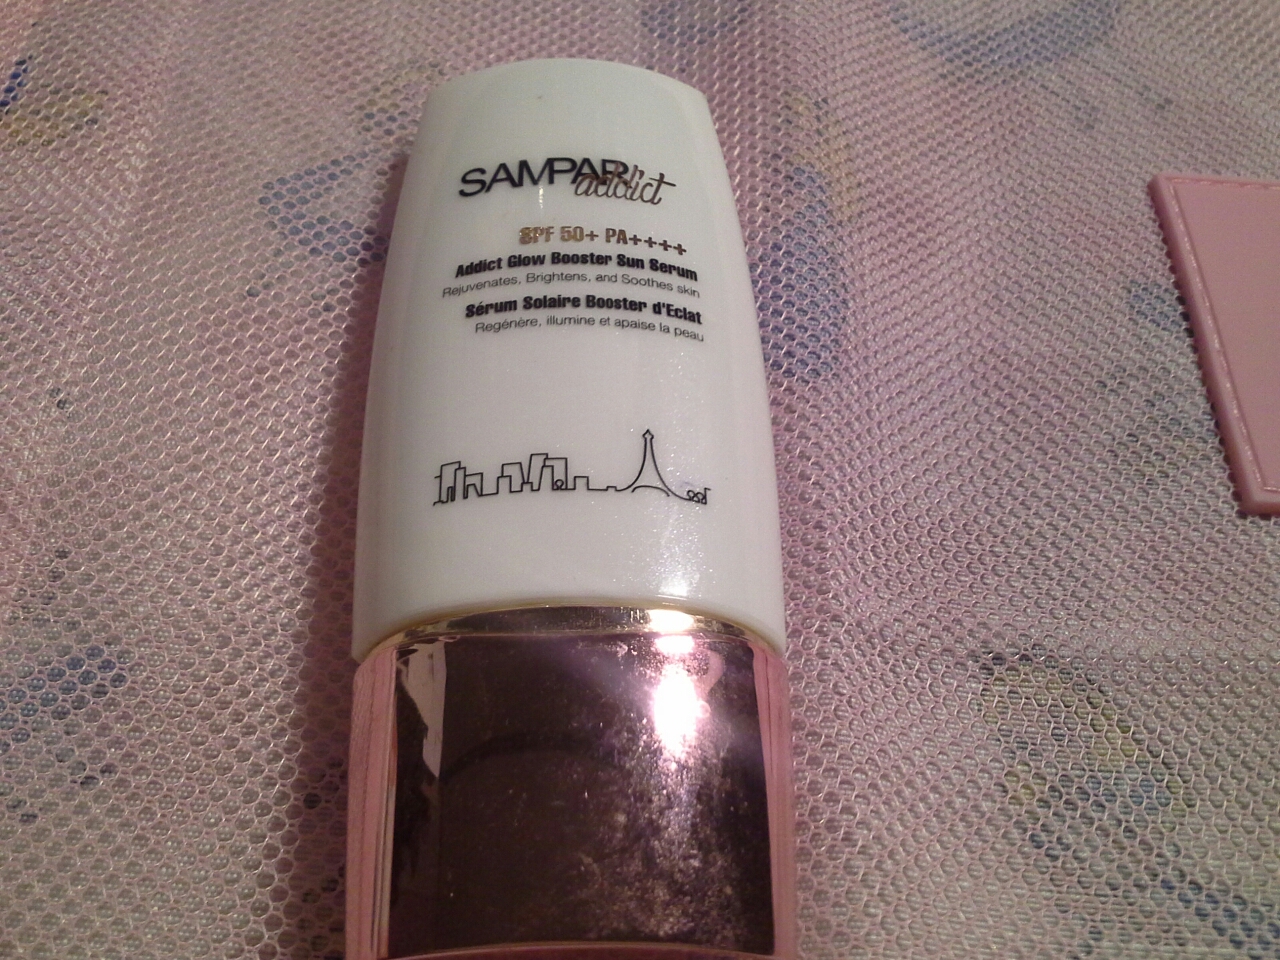 SAMPAR addict
SPF 50+ PA++++
Addict Glow Booster Sun Serum
Rejuvenates, Brightens, and Soothes skin
Sérum Solaire Booster d'Eclat
Regénère, illumine et apaise la peau